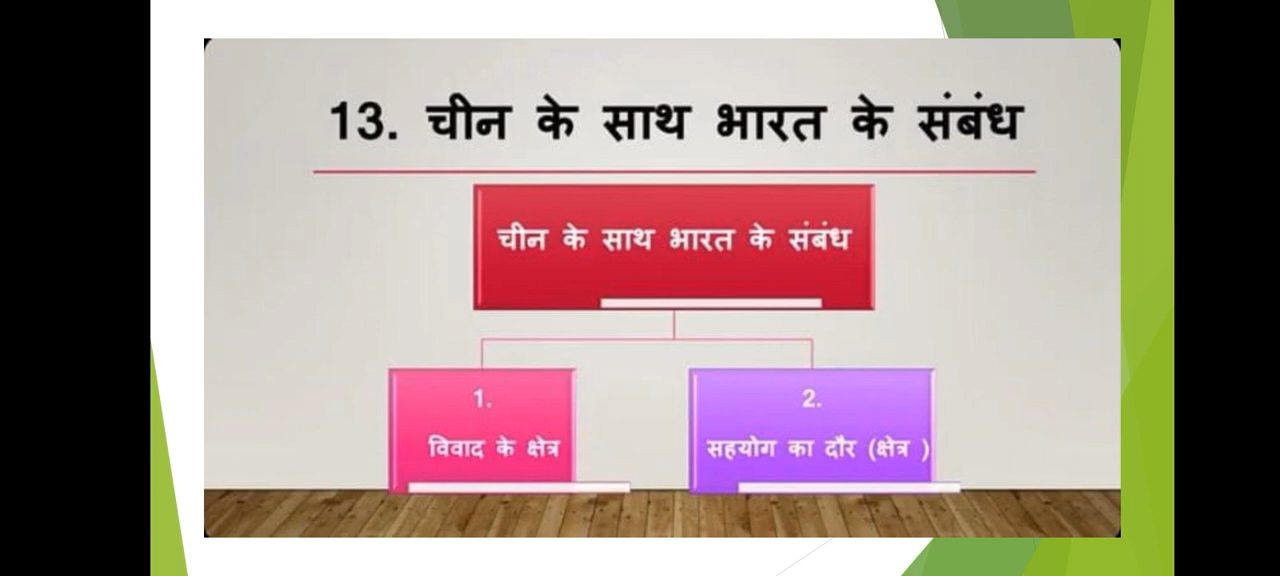 13. चीन के साथ भारत के संबंध
चीन के साथ भारत के संबंध
1.
विवाद के क्षेत्र
2.
सहयोग का दौर (क्षेत्र )